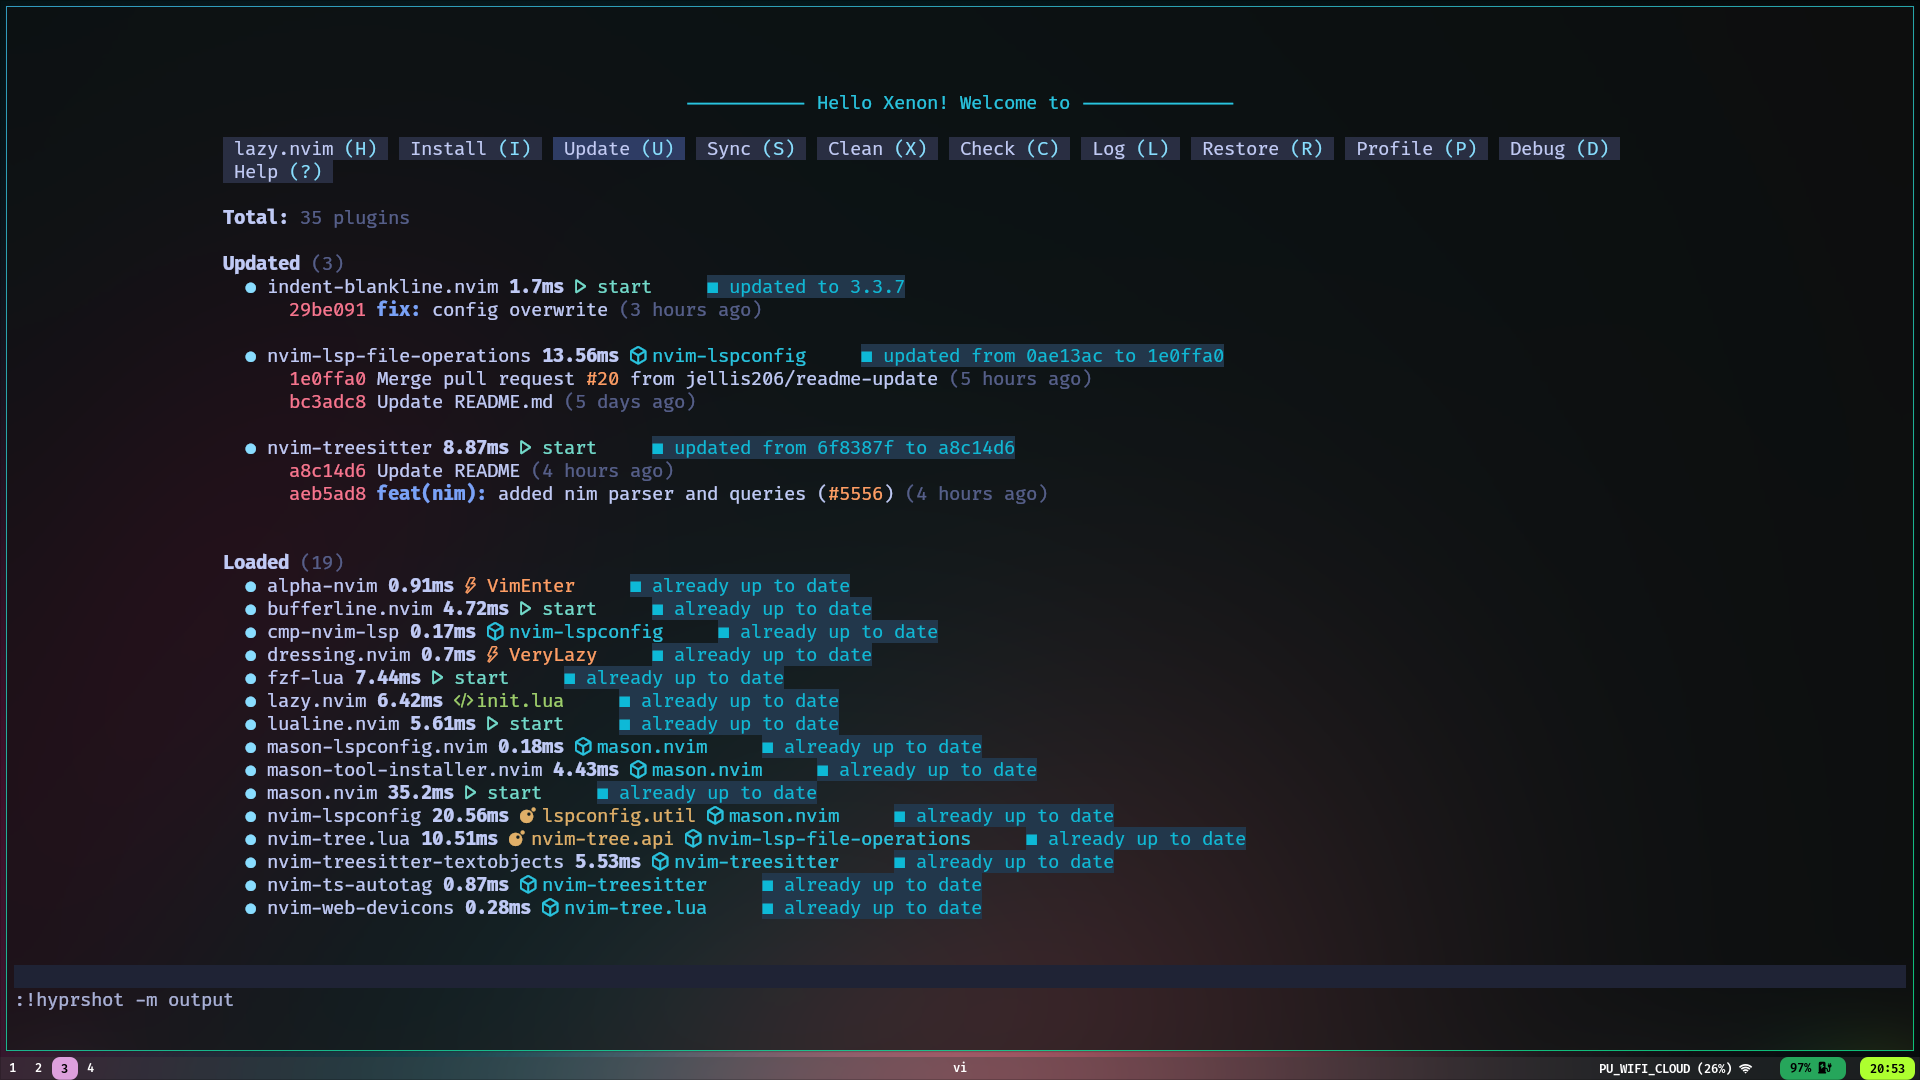 Hello Xenon! Welcome to
lazy.nvim (H) Install (I) Update (U) Sync (S) Clean (X) Check (C) Log (L) Restore (R) Profile (P) Debug (D)
Help (?)
Total: 35 plugins
Updated (3)
● indent-blankline.nvim 1.7ms start ■ updated to 3.3.7
29be091 fix: config overwrite (3 hours ago)
● nvim-lsp-file-operations 13.56ms nvim-lspconfig ■ updated from 0ae13ac to 1e0ffa0
1e0ffa0 Merge pull request #20 from jellis206/readme-update (5 hours ago)
bc3adc8 Update README.md (5 days ago)
● nvim-treesitter 8.87ms start ■ updated from 6f8387f to a8c14d6
a8c14d6 Update README (4 hours ago)
aeb5ad8 feat(nim): added nim parser and queries (#5556) (4 hours ago)
Loaded (19)
● alpha-nvim 0.91ms VimEnter ■ already up to date
● bufferline.nvim 4.72ms start ■ already up to date
● cmp-nvim-lsp 0.17ms nvim-lspconfig ■ already up to date
● dressing.nvim 0.7ms VeryLazy ■ already up to date
● fzf-lua 7.44ms start ■ already up to date
● lazy.nvim 6.42ms </> init.lua ■ already up to date
● lualine.nvim 5.61ms start ■ already up to date
● mason-lspconfig.nvim 0.18ms mason.nvim ■ already up to date
● mason-tool-installer.nvim 4.43ms mason.nvim ■ already up to date
● mason.nvim 35.2ms start ■ already up to date
● nvim-lspconfig 20.56ms lspconfig.util mason.nvim ■ already up to date
● nvim-tree.lua 10.51ms nvim-tree.api nvim-lsp-file-operations ■ already up to date
● nvim-treesitter-textobjects 5.53ms nvim-treesitter ■ already up to date
● nvim-ts-autotag 0.87ms nvim-treesitter ■ already up to date
● nvim-web-devicons 0.28ms nvim-tree.lua ■ already up to date
:!hyprshot -m output
1 2 3 4 vi PU_WIFI_CLOUD (26%) 97% 20:53